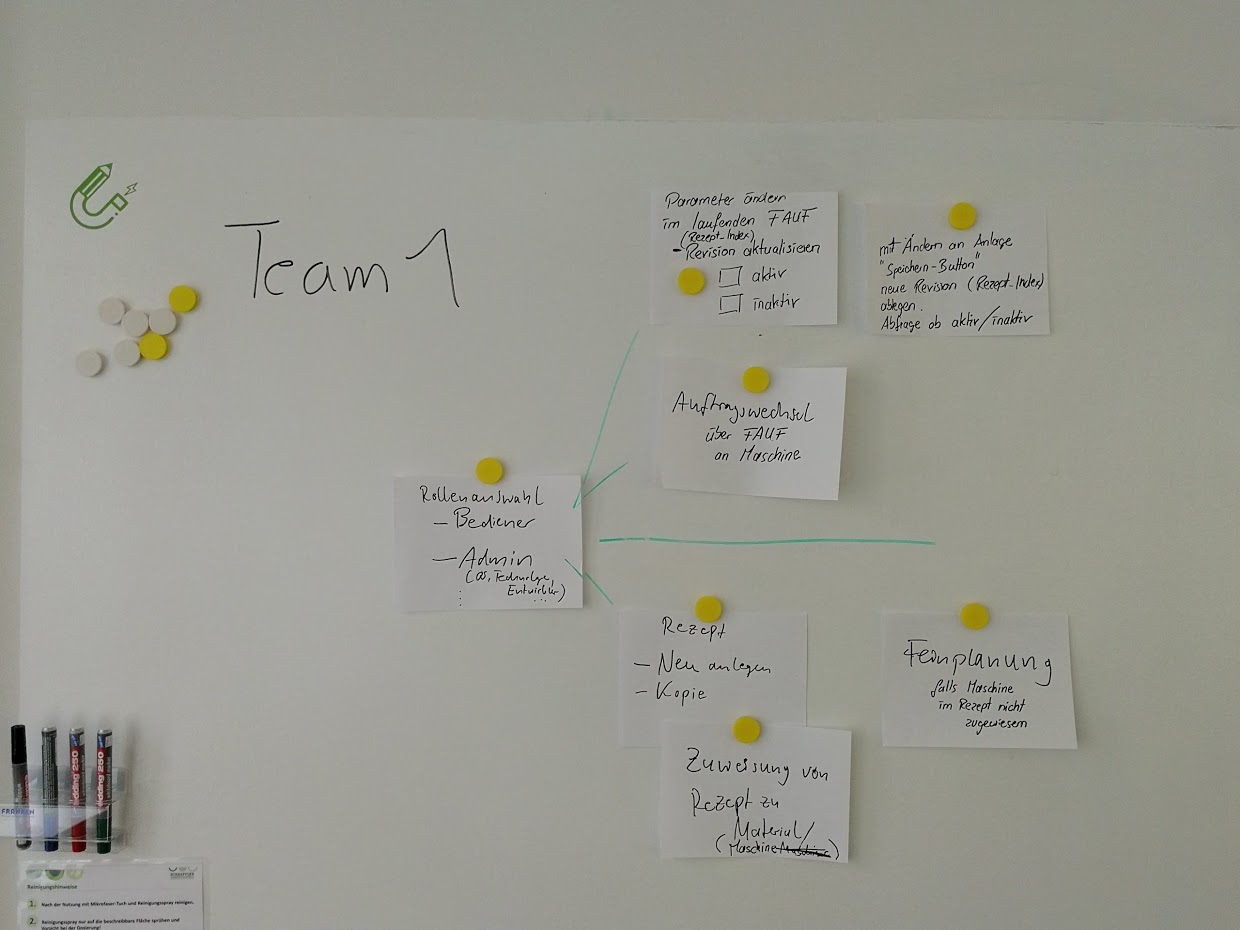 Team 1
Parameter ändern
im laufenden FAUF
(Rezept-Index)
- Revision aktualisieren
aktiv
inaktiv
mit Ändern an Anlage
"Speichern-Button"
neue Revision (Rezept-Index)
ablegen.
Abfrage ob aktiv/inaktiv
Auftragswechsel
über FAUF
an Maschine
Rollenauswahl
- Bediener
- Admin
(QS, Technologe,
Entwickler)
Rezept
- Neu anlegen
- Kopie
Zuweisung von
Rezept zu
Material/
(Maschine)
Feinplanung
falls Maschine
im Rezept nicht
zugewiesen
edding 250
edding 250
FRANKEN
Reinigungshinweise
1. Nach der Nutzung mit Mikrofaser-Tuch und Reinigungsspray reinigen.
2. Reinigungsspray nur auf die beschreibbare Fläche sprühen und
Vorsicht bei der Dosierung!